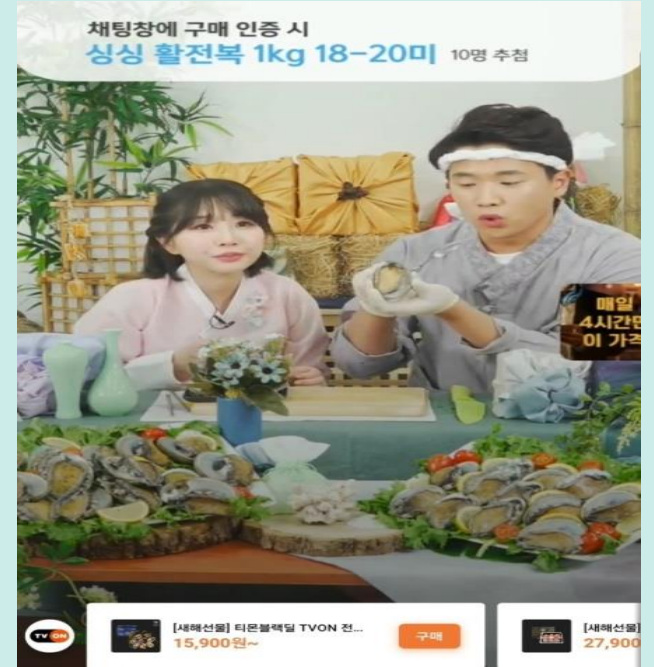 채팅창에 구매 인증 시
싱싱 활전복 1kg 18-20미 10명 추첨
매일
4시간만
이 가격
TVON
[새해선물] 티몬블랙딜 TVON 전...
15,900원~
구매
[새해선물]
27,900